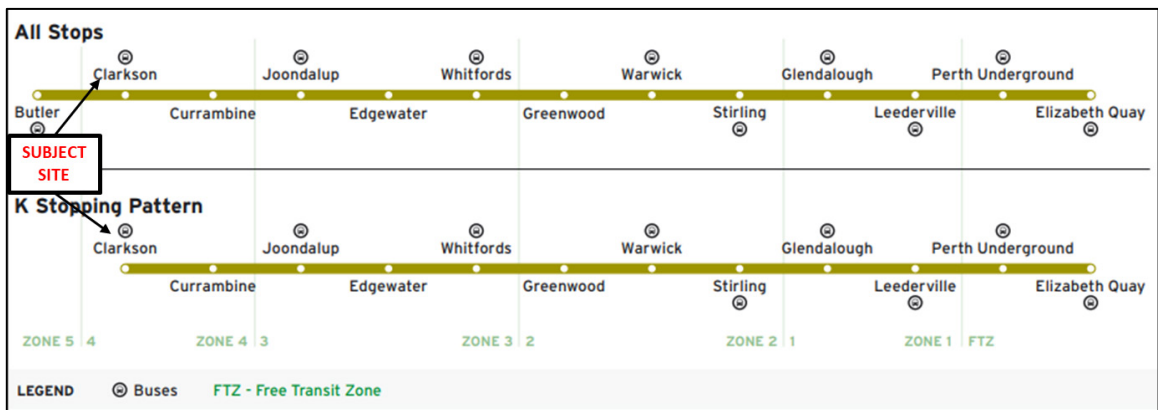 All Stops
Clarkson Joondalup Whitfords Warwick Glendalough Perth Underground
Butler Currambine Edgewater Greenwood Stirling Leederville Elizabeth Quay
SUBJECT
SITE
K Stopping Pattern
Clarkson Joondalup Whitfords Warwick Glendalough Perth Underground
Currambine Edgewater Greenwood Stirling Leederville Elizabeth Quay
ZONE 5 4 ZONE 4 3 ZONE 3 2 ZONE 2 1 ZONE 1 FTZ
LEGEND Buses FTZ - Free Transit Zone